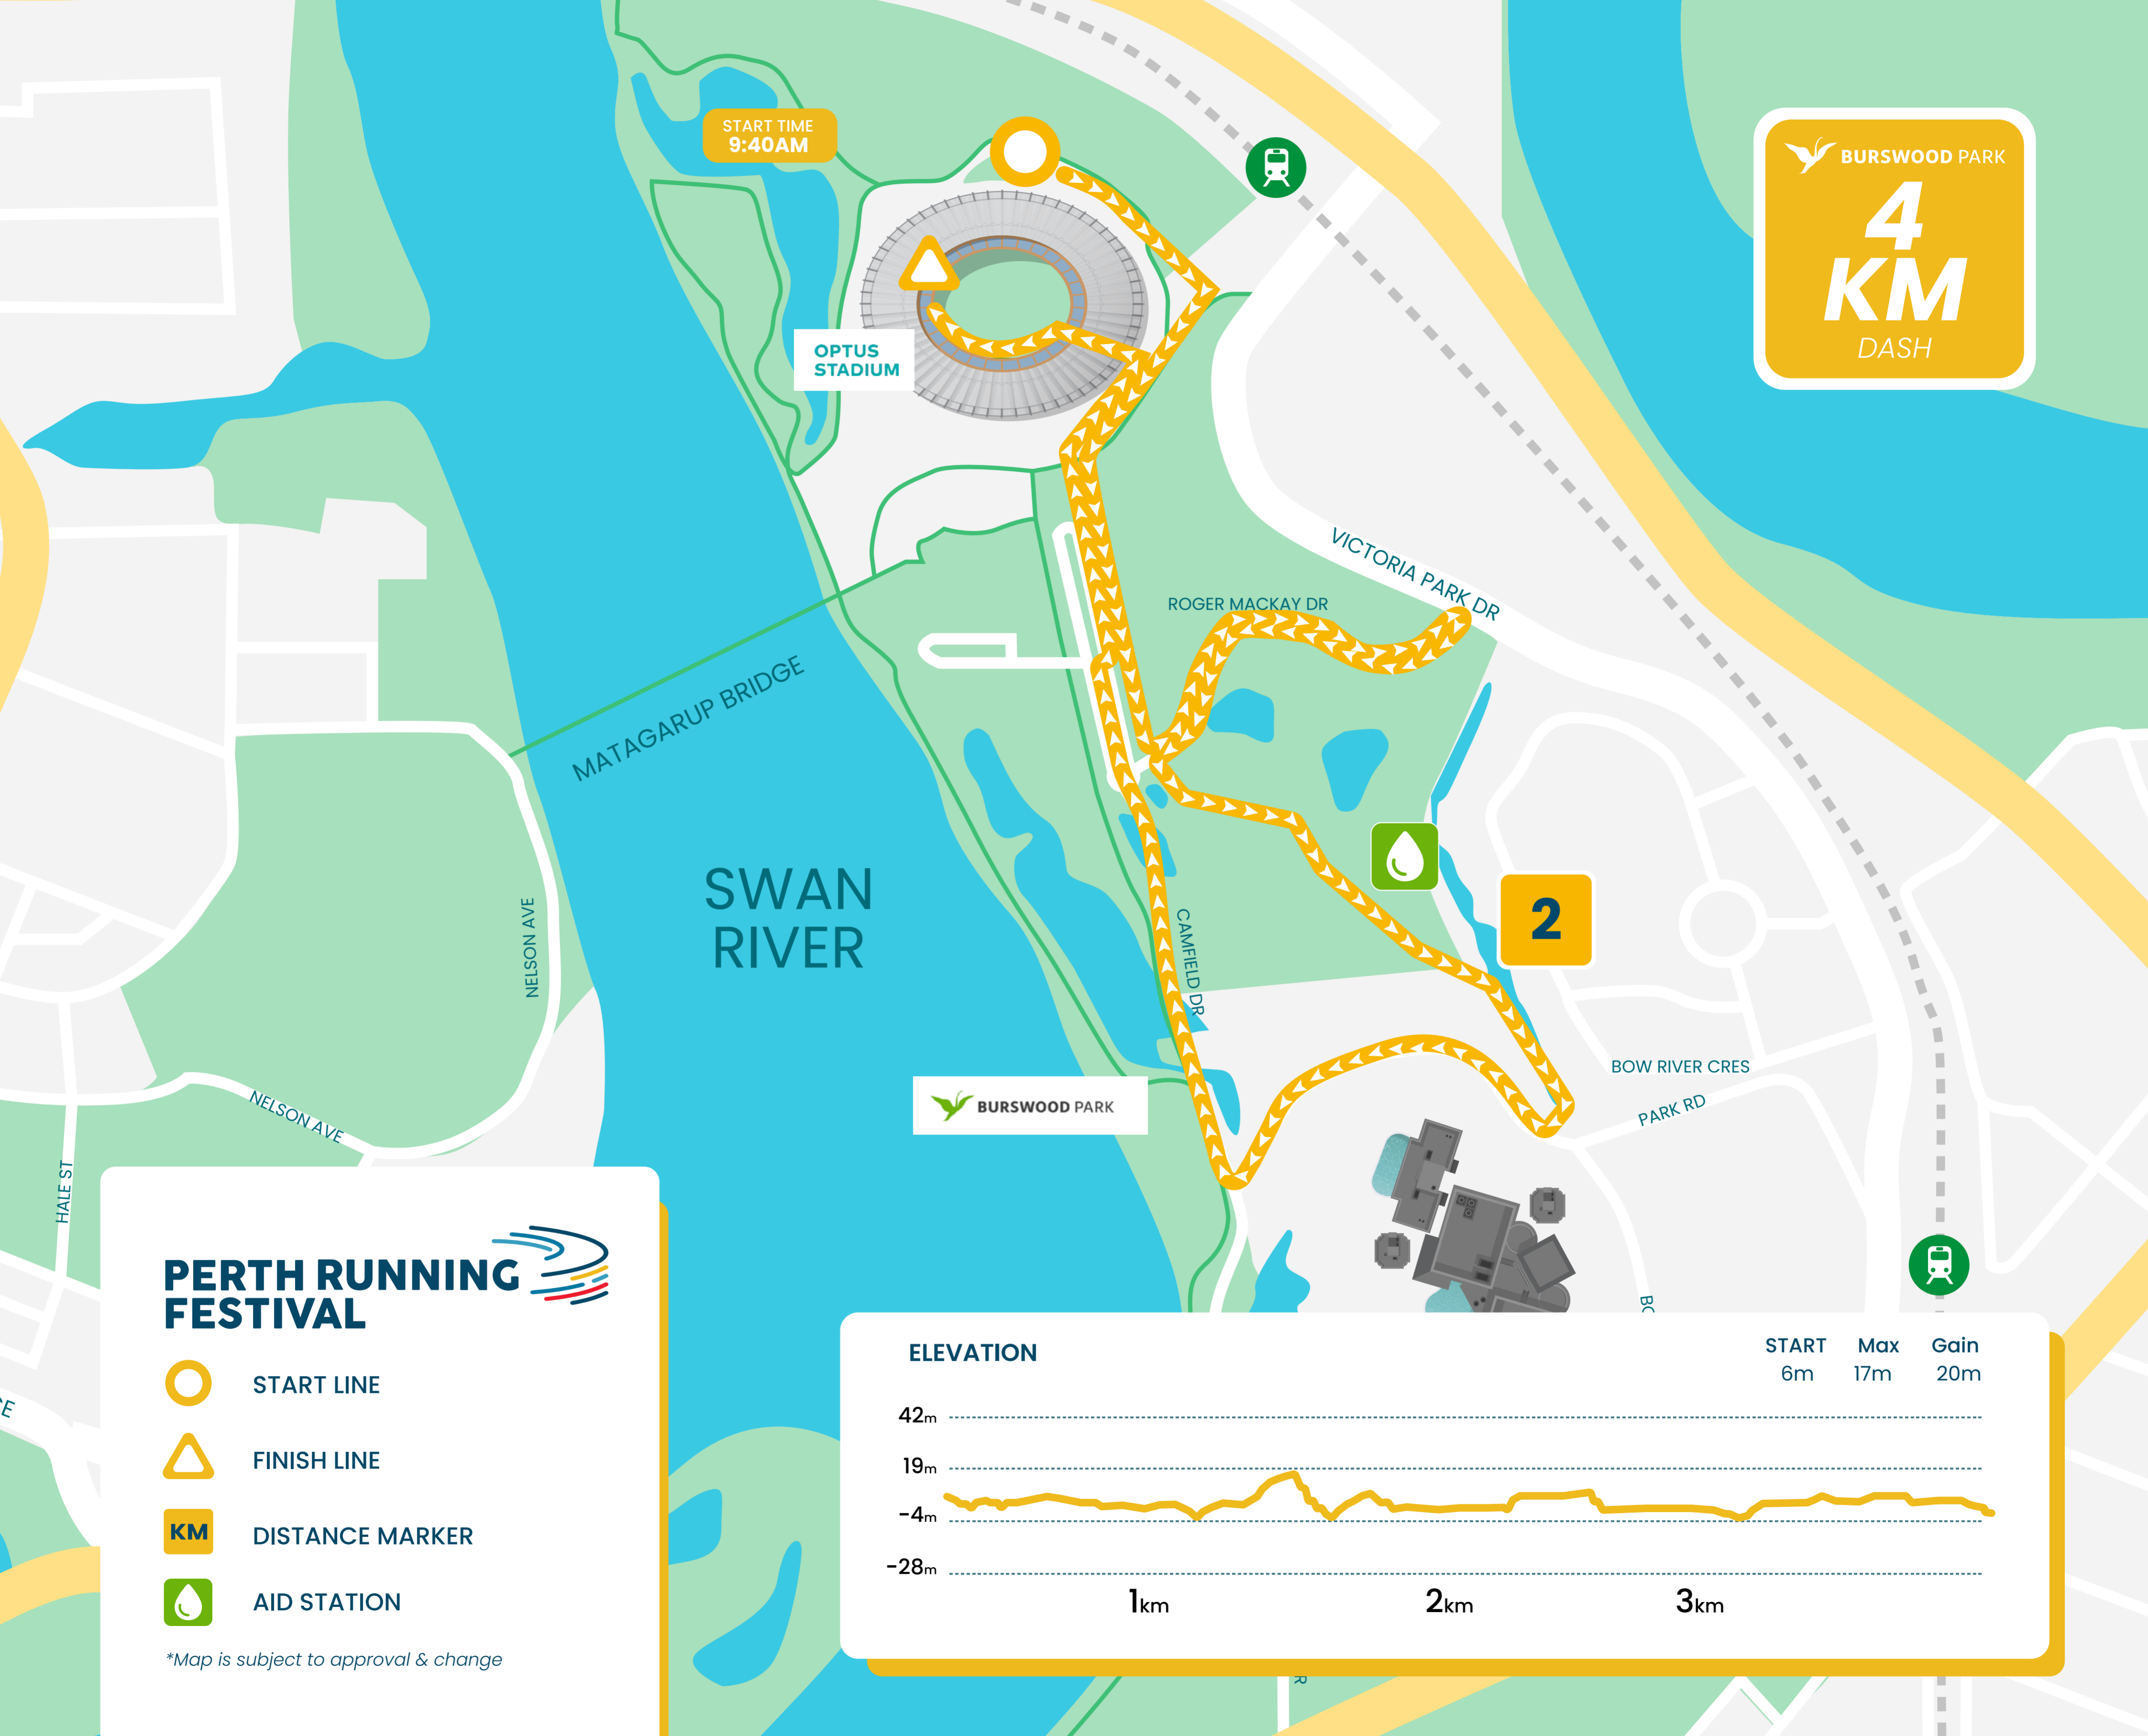 START TIME
9:40AM
BURSWOOD PARK
4
KM
DASH
OPTUS
STADIUM
VICTORIA PARK DR
ROGER MACKAY DR
MATAGARUP BRIDGE
SWAN
RIVER
NELSON AVE
CAMFIELD DR
2
BOW RIVER CRES
PARK RD
BURSWOOD PARK
NELSON AVE
HALE ST
PERTH RUNNING
FESTIVAL
START LINE
FINISH LINE
KM DISTANCE MARKER
AID STATION
*Map is subject to approval & change
ELEVATION
START Max Gain
6m 17m 20m
42m
19m
-4m
-28m
1km 2km 3km